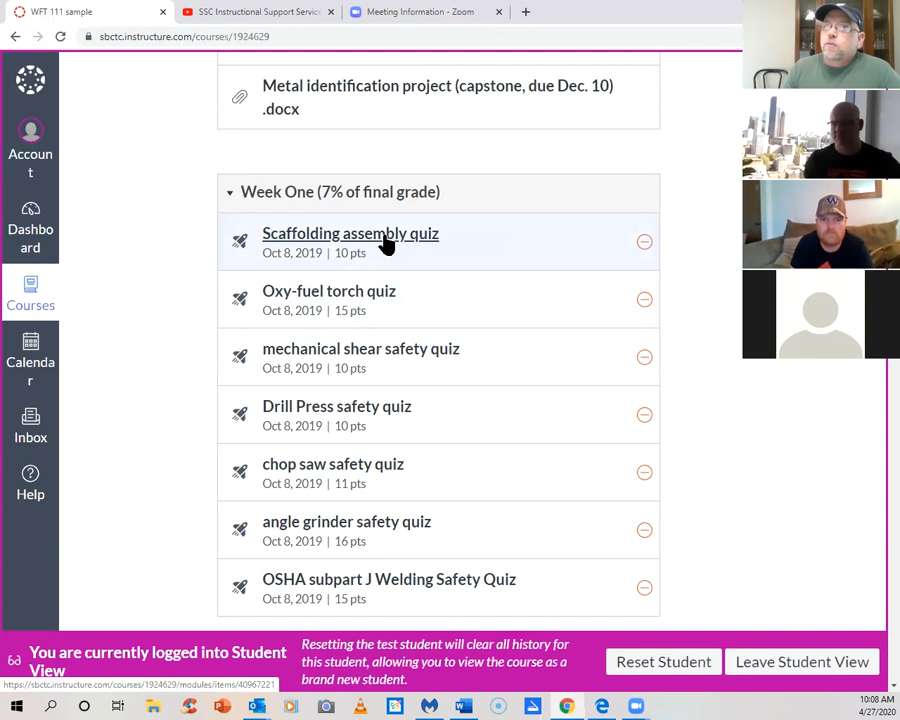 WFT 111 sample
SSC Instructional Support Service
Meeting Information - Zoom
sbctc.instructure.com/courses/1924629
Metal identification project (capstone, due Dec. 10)
.docx
Accoun
t
Dashbo
ard
Courses
Calenda
r
Inbox
Help
Week One (7% of final grade)
Scaffolding assembly quiz
Oct 8, 2019 | 10 pts
Oxy-fuel torch quiz
Oct 8, 2019 | 15 pts
mechanical shear safety quiz
Oct 8, 2019 | 10 pts
Drill Press safety quiz
Oct 8, 2019 | 10 pts
chop saw safety quiz
Oct 8, 2019 | 11 pts
angle grinder safety quiz
Oct 8, 2019 | 16 pts
OSHA subpart J Welding Safety Quiz
Oct 8, 2019 | 15 pts
You are currently logged into Student
View
Resetting the test student will clear all history for
this student, allowing you to view the course as a
brand new student.
Reset Student
Leave Student View
https://sbctc.instructure.com/courses/1924629/modules/items/40967221
10:08 AM
4/27/2020